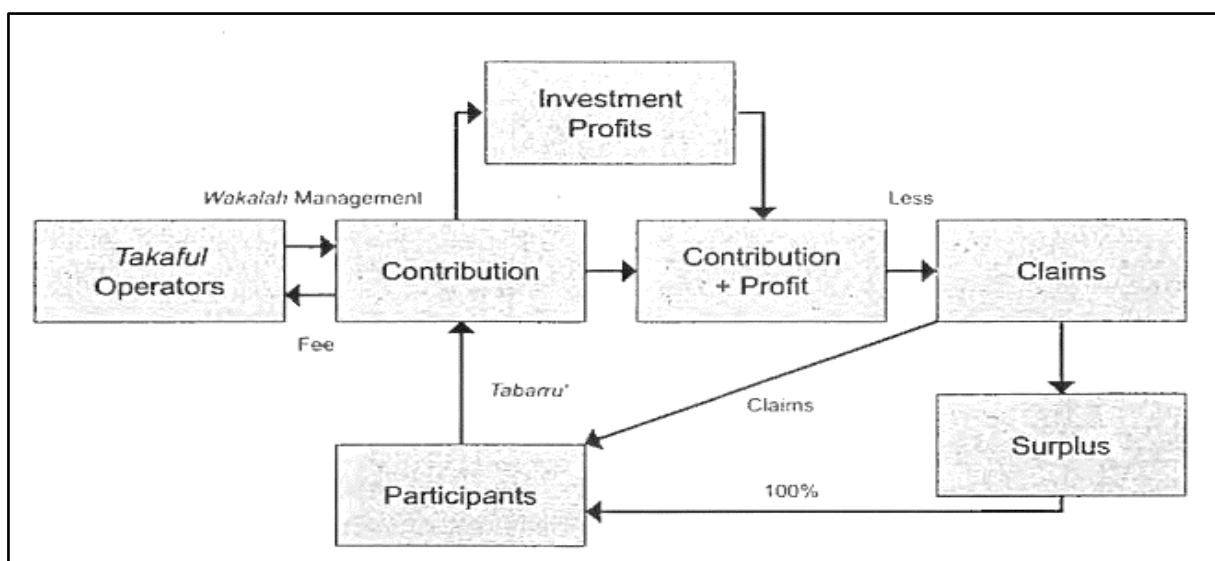 Investment
Profits
Wakalah Management
Less
Takaful
Operators
Contribution
Contribution
+ Profit
Claims
Fee
Tabarru'
Claims
Surplus
Participants
100%